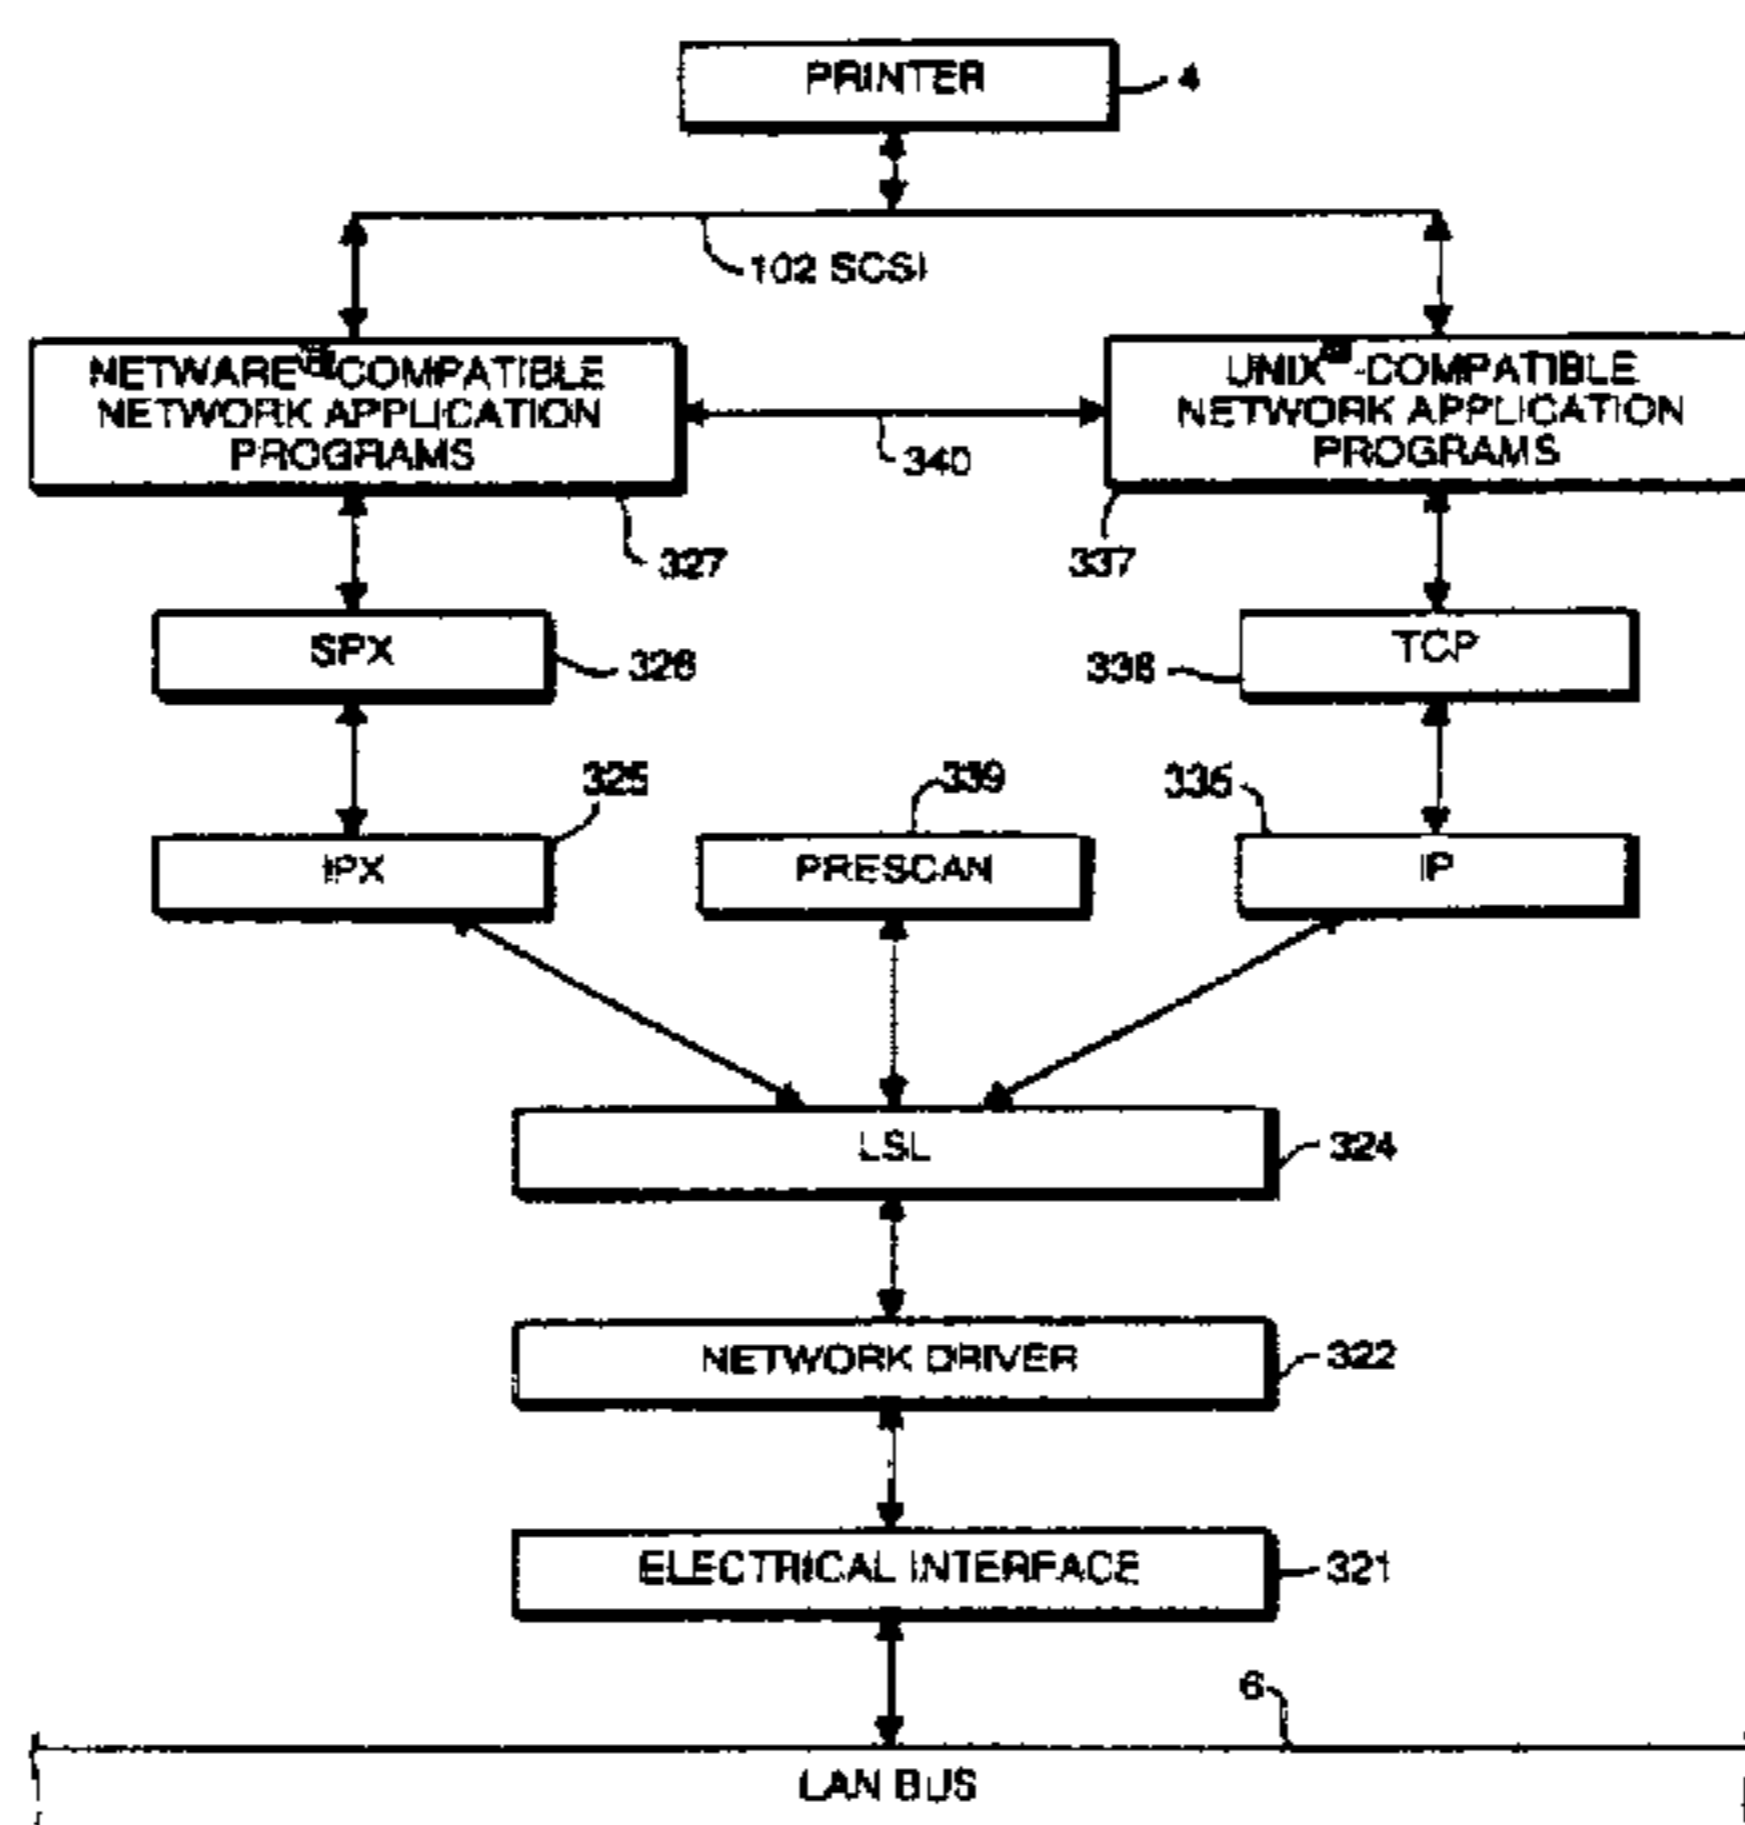 PRINTER
4
102 SCSI
NETWARE -COMPATIBLE
NETWORK APPLICATION
PROGRAMS
UNIX -COMPATIBLE
NETWORK APPLICATION
PROGRAMS
340
327
337
SPX
326
336
TCP
325
339
335
IPX
PRESCAN
IP
LSL
324
NETWORK DRIVER
322
ELECTRICAL INTERFACE
321
6
LAN BUS